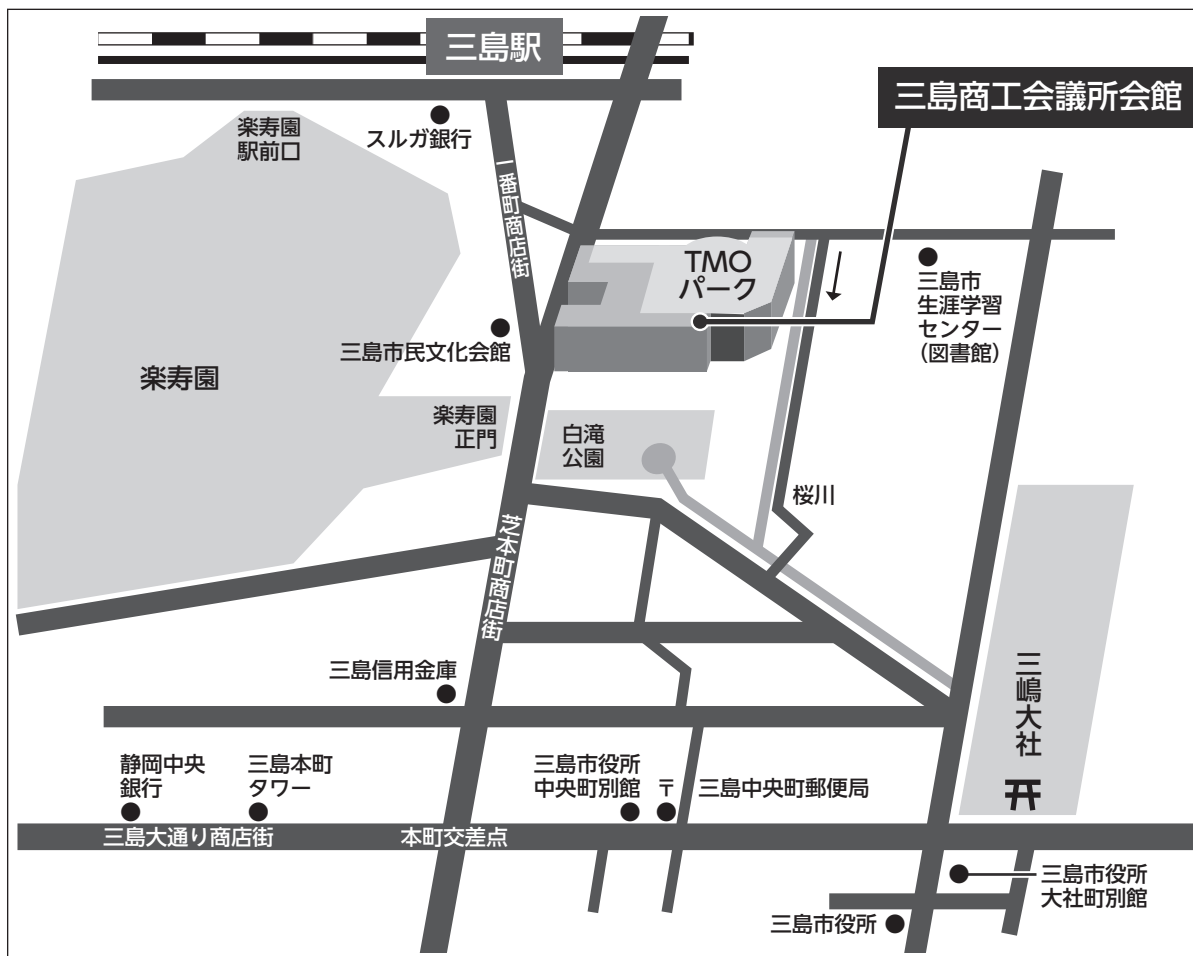 三島駅
三島商工会議所会館
楽寿園
駅前口
スルガ銀行
一番町商店街
TMO
パーク
三島市
生涯学習
センター
（図書館）
三島市民文化会館
楽寿園
楽寿園
正門
白滝
公園
桜川
芝本町商店街
三島信用金庫
三嶋大社
静岡中央
銀行
三島本町
タワー
三島市役所
中央町別館
〒
三島中央町郵便局
三島大通り商店街
本町交差点
三島市役所
大社町別館
三島市役所